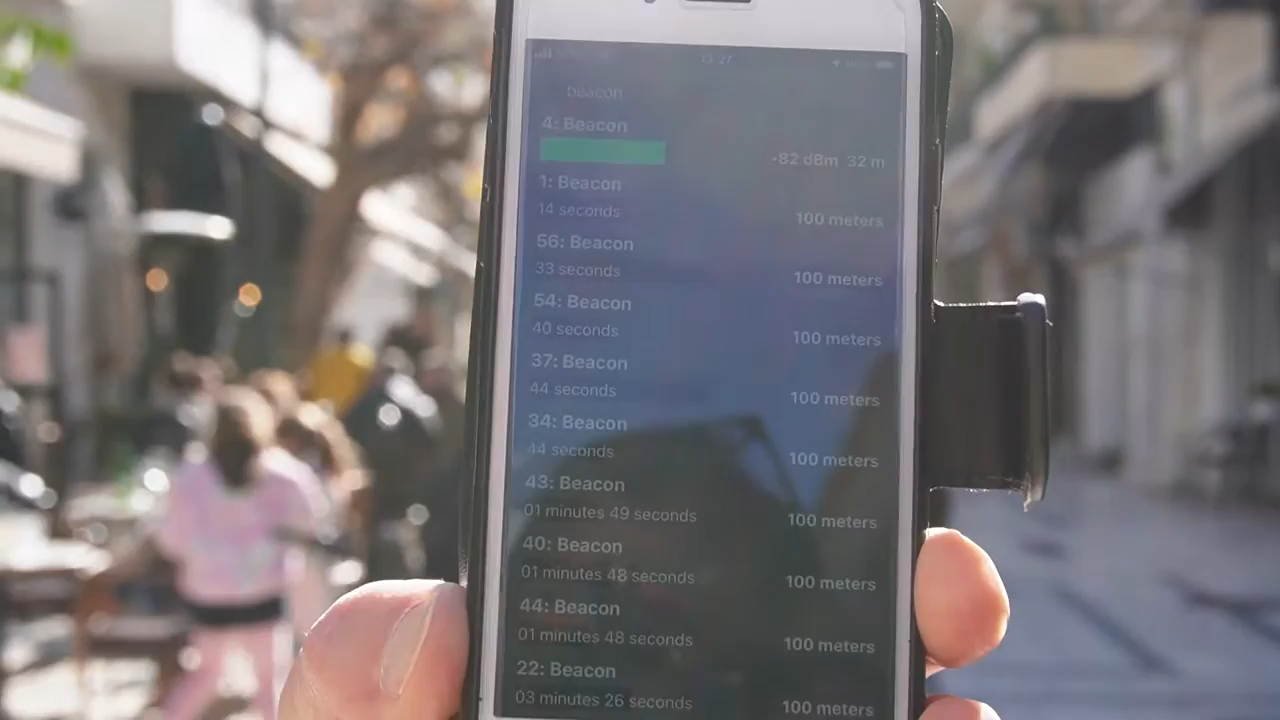 13:27
beacon
4: Beacon
-82 dBm 32 m
1: Beacon
14 seconds
100 meters
56: Beacon
33 seconds
100 meters
54: Beacon
40 seconds
100 meters
37: Beacon
44 seconds
100 meters
34: Beacon
44 seconds
100 meters
43: Beacon
01 minutes 49 seconds
100 meters
40: Beacon
01 minutes 48 seconds
100 meters
44: Beacon
01 minutes 48 seconds
100 meters
22: Beacon
03 minutes 26 seconds
100 meters